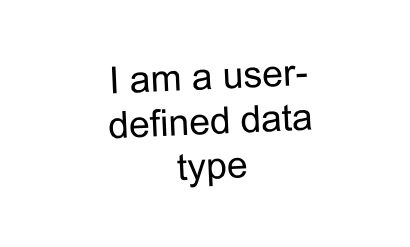 I am a user-
defined data
type